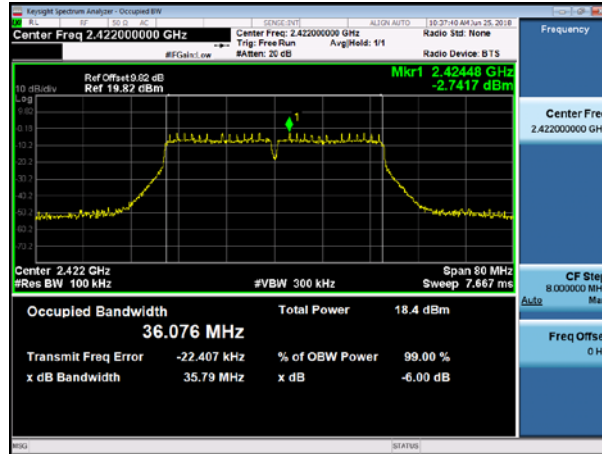 Keysight Spectrum Analyzer - Occupied BW
RL RF 50 Ω AC SENSE:INT ALIGN AUTO 10:37:40 AM Jun 25, 2018
Center Freq 2.422000000 GHz
Center Freq: 2.422000000 GHz
Radio Std: None
Trig: Free Run Avg|Hold: 1/1
#IFGain:Low
#Atten: 20 dB
Radio Device: BTS
Frequency
Ref Offset 9.82 dB
10 dB/div Ref 19.82 dBm
Mkr1 2.42448 GHz
-2.7417 dBm
Log
9.82
-0.18
-10.2
-20.2
-30.2
-40.2
-50.2
-60.2
-70.2
1
Center Fre
2.422000000 GH
Center 2.422 GHz
Span 80 MHz
#Res BW 100 kHz
#VBW 300 kHz
Sweep 7.667 ms
CF Ste
8.000000 MH
Auto Ma
Occupied Bandwidth
Total Power 18.4 dBm
36.076 MHz
Transmit Freq Error -22.407 kHz
% of OBW Power 99.00 %
x dB Bandwidth 35.79 MHz
x dB -6.00 dB
Freq Offse
0 H
MSG
STATUS